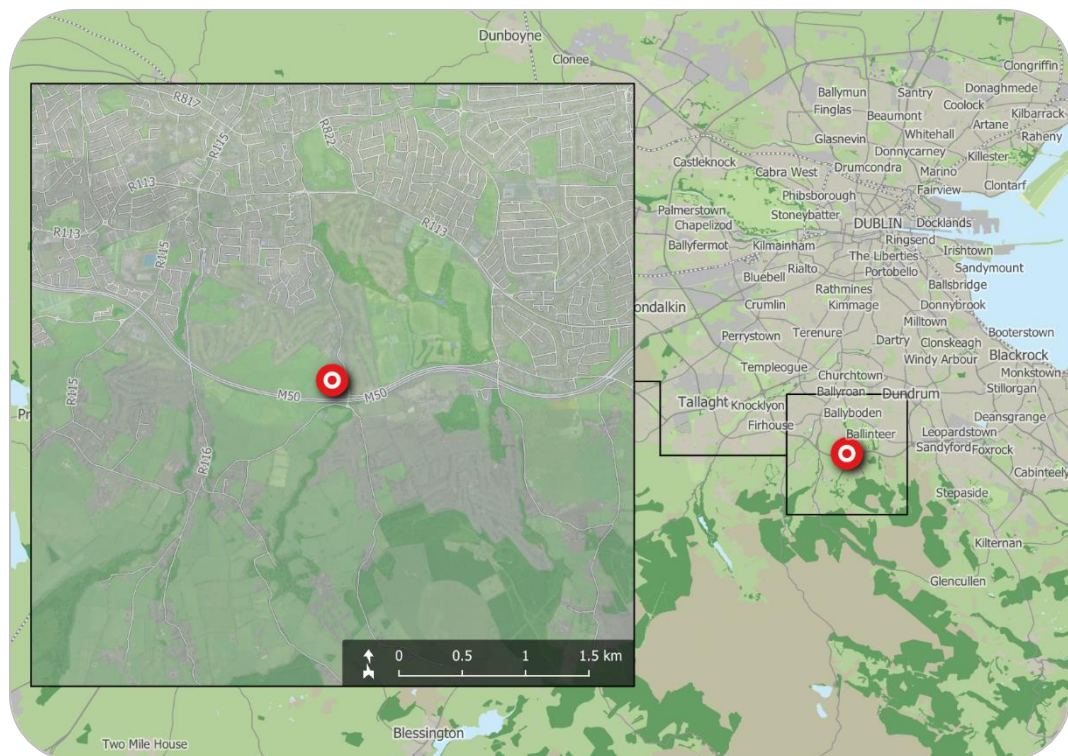 Dunboyne
Clonee
Clongriffin
Donaghmede
Ballymun
Santry
Coolock
Kilbarrack
Finglas
Beaumont
Artane
Raheny
Glasnevin
Whitehall
Donnycarney
Killester
Castleknock
Drumcondra
Marino
Cabra West
Fairview
Clontarf
Phibsborough
Palmerstown
Stoneybatter
Chapelizod
DUBLIN
Docklands
Ballyfermot
Kilmainham
Ringsend
The Liberties
Irishtown
Bluebell
Rialto
Portobello
Sandymount
Rathmines
Ballsbridge
ondalkin
Crumlin
Kimmage
Donnybrook
Milltown
Perrystown
Terenure
Booterstown
Dartry
Clonskeagh
Windy Arbour
Blackrock
Templeogue
Churchtown
Monkstown
Ballyroan
Dundrum
Stillorgan
Tallaght
Knocklyon
Ballyboden
Deansgrange
Firhouse
Ballinteer
Leopardstown
Sandyford
Foxrock
Cabinteely
Stepaside
Kilternan
Glencullen
Pr
Blessington
Two Mile House
R817
R115
R822
R113
R113
R113
R115
M50
M50
R115
R116
0 0.5 1 1.5 km